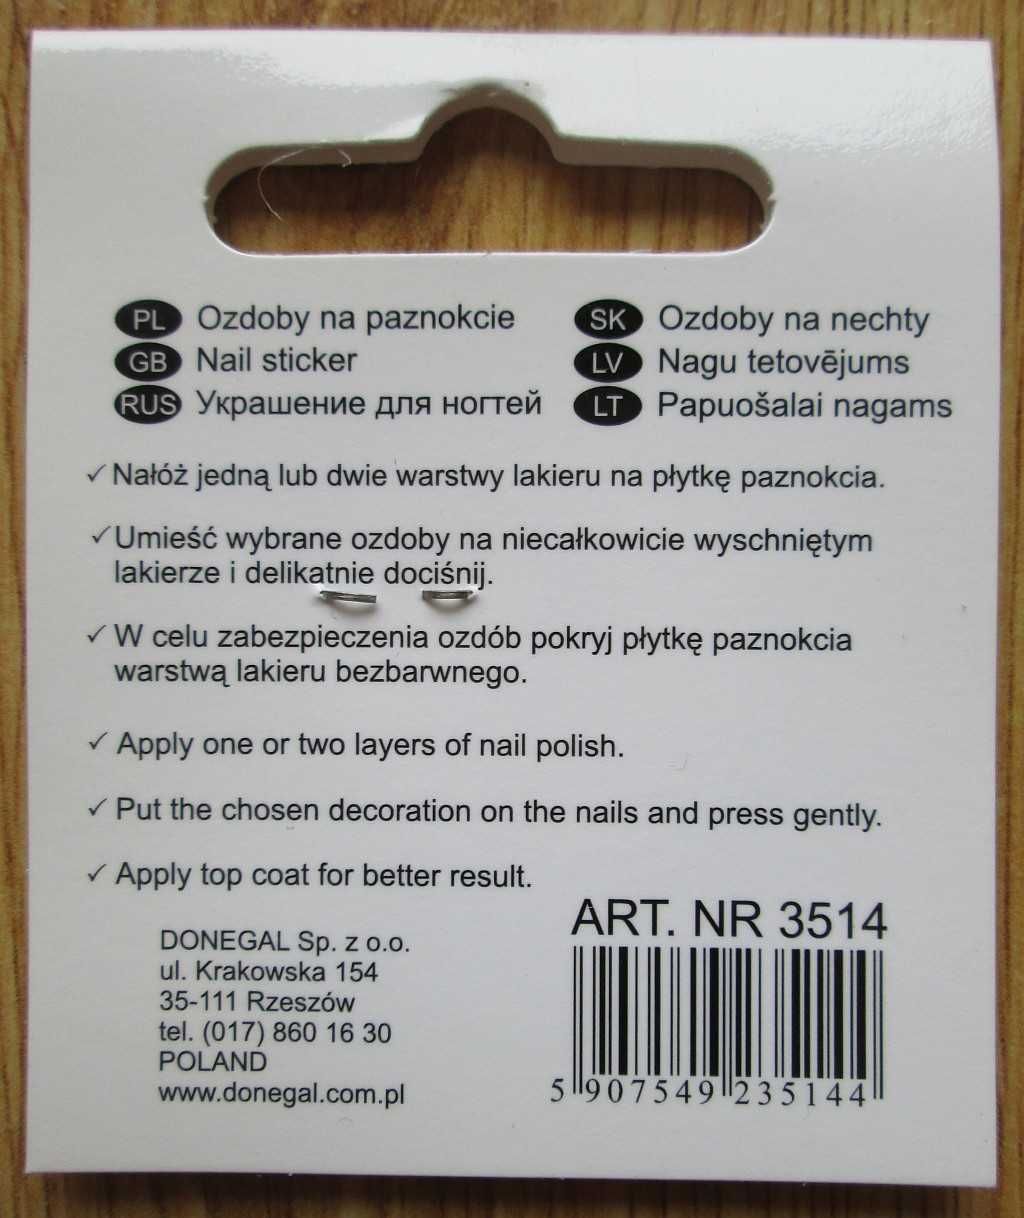 PL Ozdoby na paznokcie
GB Nail sticker
RUS Украшение для ногтей
SK Ozdoby na nechty
LV Nagu tetovējums
LT Papuošalai nagams
✓ Nałóż jedną lub dwie warstwy lakieru na płytkę paznokcia.
✓ Umieść wybrane ozdoby na niecałkowicie wyschniętym
lakierze i delikatnie dociśnij.
✓ W celu zabezpieczenia ozdób pokryj płytkę paznokcia
warstwą lakieru bezbarwnego.
✓ Apply one or two layers of nail polish.
✓ Put the chosen decoration on the nails and press gently.
✓ Apply top coat for better result.
DONEGAL Sp. z o.o.
ul. Krakowska 154
35-111 Rzeszów
tel. (017) 860 16 30
POLAND
www.donegal.com.pl
ART. NR 3514
5 907549 235144